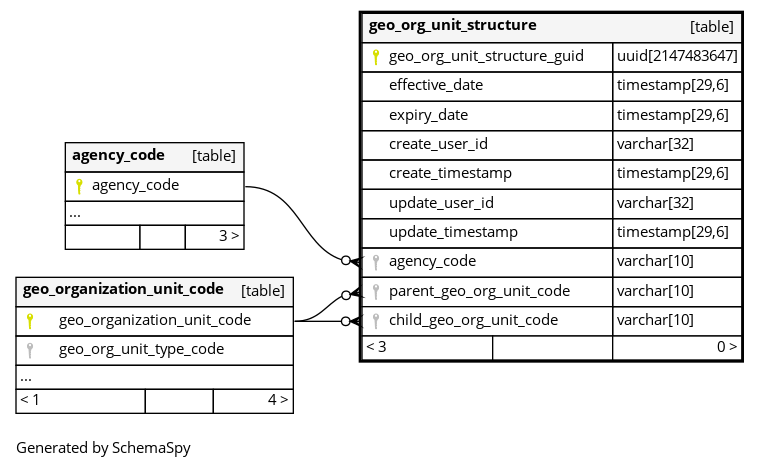 agency_code [table]
agency_code
...
3 >
geo_organization_unit_code [table]
geo_organization_unit_code
geo_org_unit_type_code
...
< 1 4 >
geo_org_unit_structure [table]
geo_org_unit_structure_guid uuid[2147483647]
effective_date timestamp[29,6]
expiry_date timestamp[29,6]
create_user_id varchar[32]
create_timestamp timestamp[29,6]
update_user_id varchar[32]
update_timestamp timestamp[29,6]
agency_code varchar[10]
parent_geo_org_unit_code varchar[10]
child_geo_org_unit_code varchar[10]
< 3 0 >
Generated by SchemaSpy